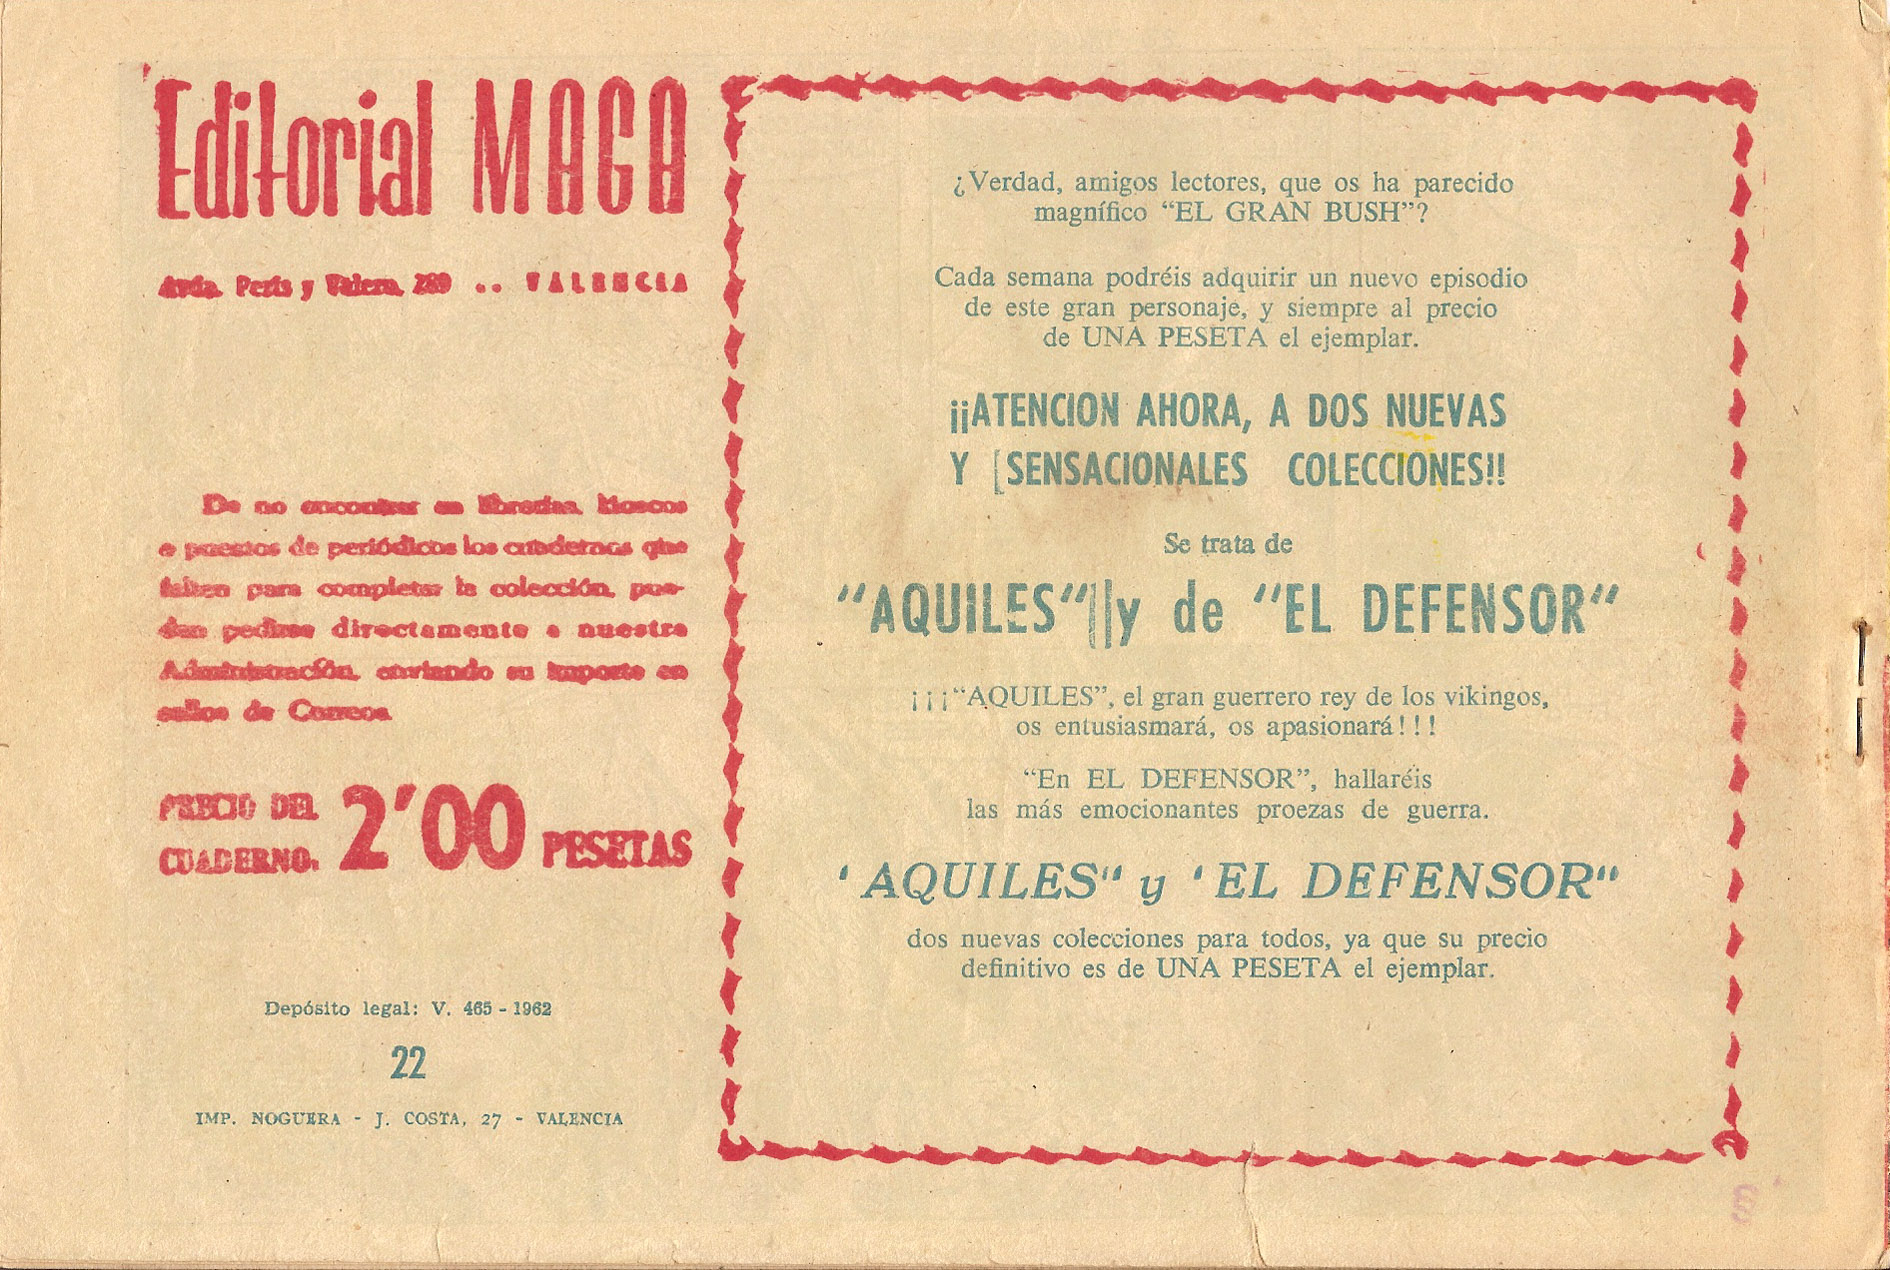 Editorial MAGA
Avda. Peris y Valero, 289 .. VALENCIA
De no encontrar en librerías, kioscos
o puestos de periódicos los cuadernos que
falten para completar la colección, pue-
den pedirse directamente a nuestra
Administración, enviando su importe en
sellos de Correos.
PRECIO DEL
CUADERNO. 2'00 PESETAS
Depósito legal: V. 465 - 1962
22
IMP. NOGUERA - J. COSTA, 27 - VALENCIA
¿Verdad, amigos lectores, que os ha parecido
magnífico “EL GRAN BUSH”?
Cada semana podréis adquirir un nuevo episodio
de este gran personaje, y siempre al precio
de UNA PESETA el ejemplar.
¡¡ATENCION AHORA, A DOS NUEVAS
Y SENSACIONALES COLECCIONES!!
Se trata de
"AQUILES" y de "EL DEFENSOR"
¡¡¡“AQUILES”, el gran guerrero rey de los vikingos,
os entusiasmará, os apasionará!!!
“En EL DEFENSOR”, hallaréis
las más emocionantes proezas de guerra.
'AQUILES" y 'EL DEFENSOR"
dos nuevas colecciones para todos, ya que su precio
definitivo es de UNA PESETA el ejemplar.